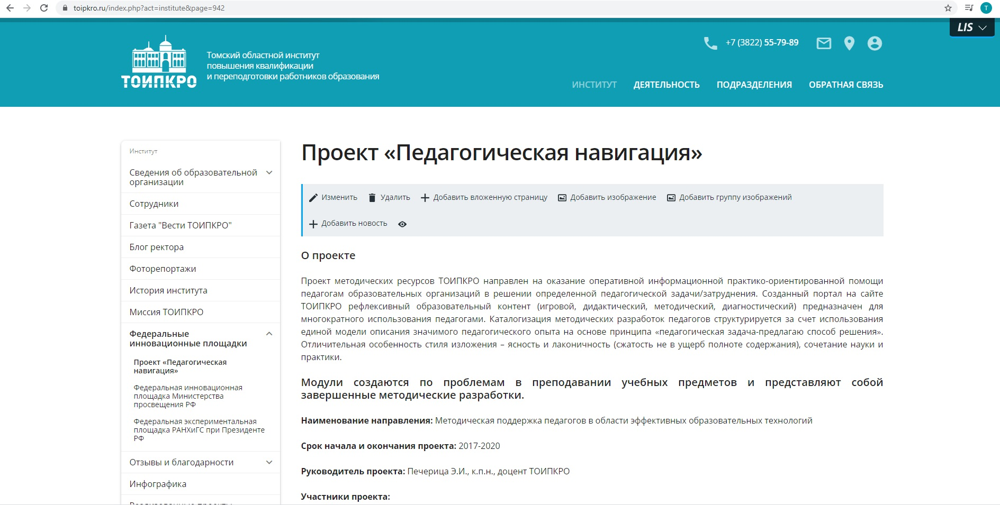 toipkro.ru/index.php?act=institute&page=942
T
LIS
ТОИПКРО
Томский областной институт
повышения квалификации
и переподготовки работников образования
+7 (3822) 55-79-89
ИНСТИТУТ ДЕЯТЕЛЬНОСТЬ ПОДРАЗДЕЛЕНИЯ ОБРАТНАЯ СВЯЗЬ
Институт
Сведения об образовательной
организации
Сотрудники
Газета "Вести ТОИПКРО"
Блог ректора
Фоторепортажи
История института
Миссия ТОИПКРО
Федеральные
инновационные площадки
Проект «Педагогическая
навигация»
Федеральная инновационная
площадка Министерства
просвещения РФ
Федеральная экспериментальная
площадка РАНХиГС при Президенте
РФ
Отзывы и благодарности
Инфографика
Реализованные проекты
Проект «Педагогическая навигация»
Изменить Удалить Добавить вложенную страницу Добавить изображение Добавить группу изображений
Добавить новость
О проекте
Проект методических ресурсов ТОИПКРО направлен на оказание оперативной информационной практико-ориентированной помощи
педагогам образовательных организаций в решении определенной педагогической задачи/затруднения. Созданный портал на сайте
ТОИПКРО рефлексивный образовательный контент (игровой, дидактический, методический, диагностический) предназначен для
многократного использования педагогами. Каталогизация методических разработок педагогов структурируется за счет использования
единой модели описания значимого педагогического опыта на основе принципа «педагогическая задача-предлагаю способ решения».
Отличительная особенность стиля изложения – ясность и лаконичность (сжатость не в ущерб полноте содержания), сочетание науки и
практики.
Модули создаются по проблемам в преподавании учебных предметов и представляют собой
завершенные методические разработки.
Наименование направления: Методическая поддержка педагогов в области эффективных образовательных технологий
Срок начала и окончания проекта: 2017-2020
Руководитель проекта: Печерица Э.И., к.п.н., доцент ТОИПКРО
Участники проекта: